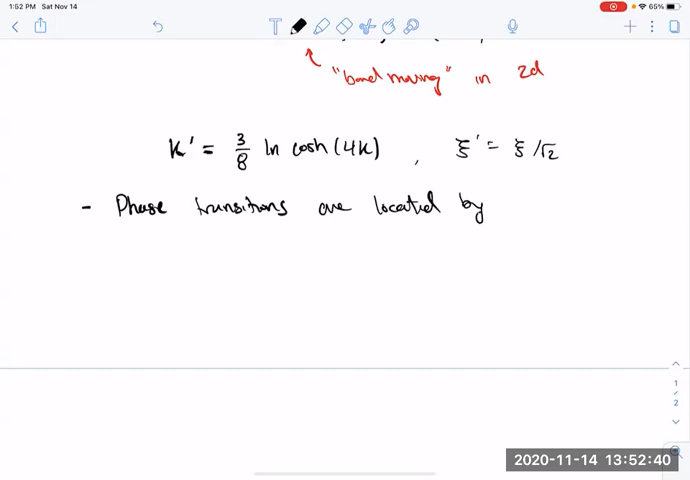 1:52 PM Sat Nov 14
65%
"bond moving" in 2d
K' = 3/8 ln cosh(4K) , ξ' = ξ/√2
- Phase transitions are located by
1
2
2020-11-14 13:52:40